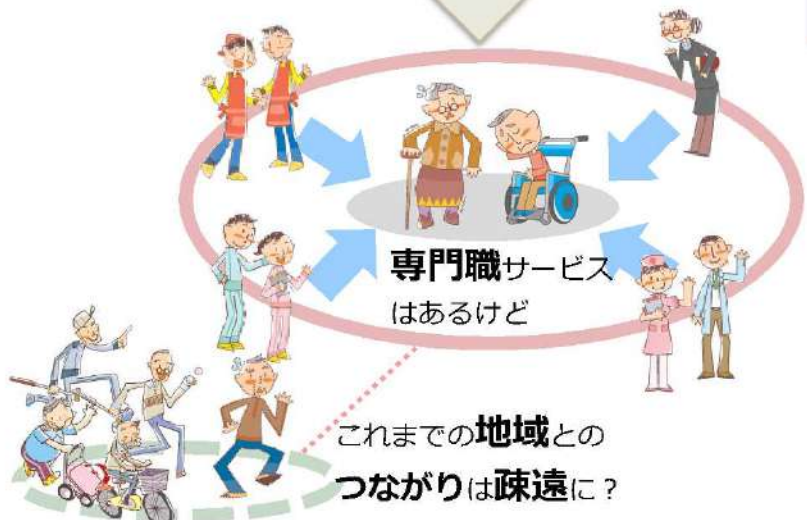 専門職サービス
はあるけど
これまでの地域との
つながりは疎遠に？